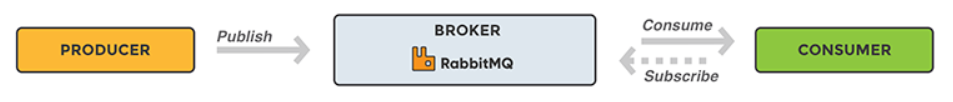 PRODUCER
Publish
BROKER
RabbitMQ
Consume
Subscribe
CONSUMER